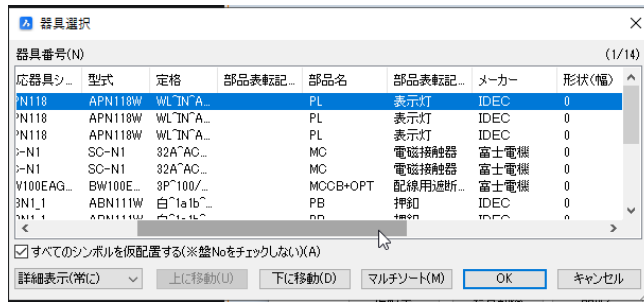 器具選択
器具番号(N) (1/14)
応器具シ... 型式 定格 部品表転記... 部品名 部品表転記... メーカー 形状(幅)
PN118 APN118W WL^IN^A... PL 表示灯 IDEC 0
PN118 APN118W WL^IN^A... PL 表示灯 IDEC 0
PN118 APN118W WL^IN^A... PL 表示灯 IDEC 0
SC-N1 32A^AC... MC 電磁接触器 富士電機 0
SC-N1 32A^AC... MC 電磁接触器 富士電機 0
W100EAG... BW100E... 3P^100/... MCCB+OPT 配線用遮断... 富士電機 0
BN1_1 ABN111W 白^1a1b^... PB 押釦 IDEC 0
すべてのシンボルを仮配置する(※盤Noをチェックしない)(A)
詳細表示(常に) 上に移動(U) 下に移動(D) マルチソート(M) OK キャンセル